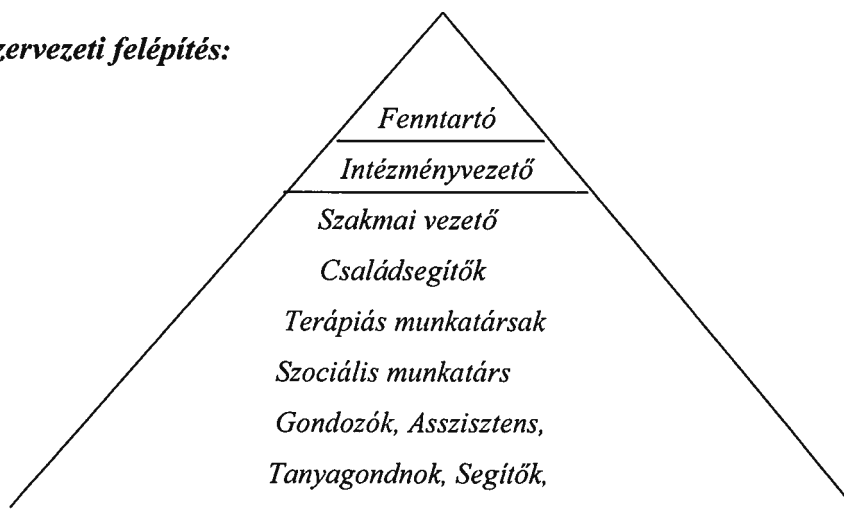 zervezeti felépítés:
Fenntartó
Intézményvezető
Szakmai vezető
Családsegítők
Terápiás munkatársak
Szociális munkatárs
Gondozók, Asszisztens,
Tanyagondnok, Segítők,